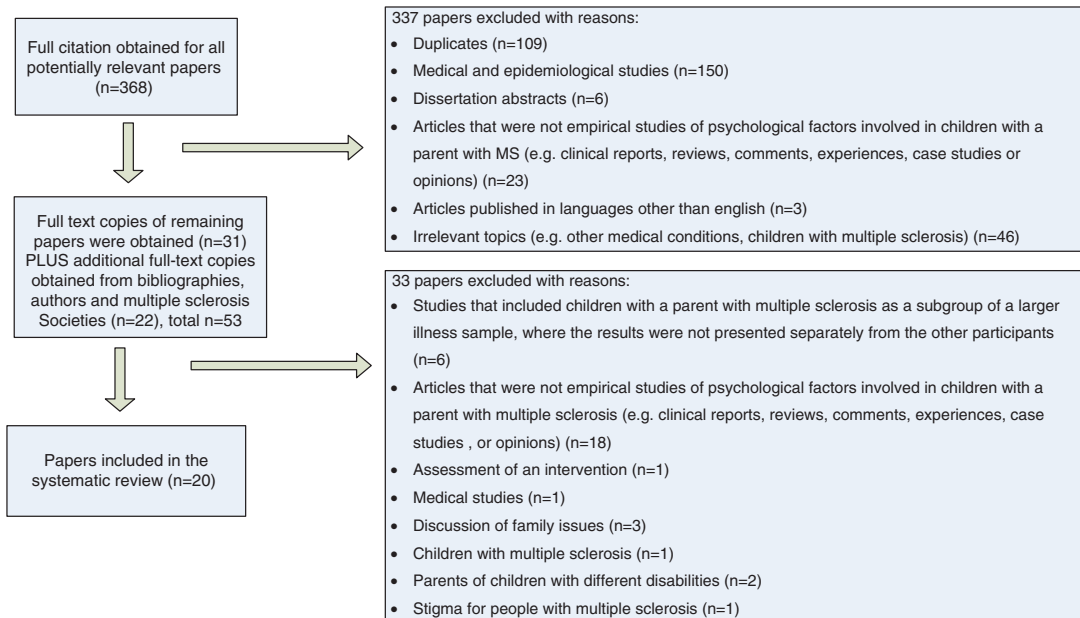 Full citation obtained for all
potentially relevant papers
(n=368)
337 papers excluded with reasons:
• Duplicates (n=109)
• Medical and epidemiological studies (n=150)
• Dissertation abstracts (n=6)
• Articles that were not empirical studies of psychological factors involved in children with a
parent with MS (e.g. clinical reports, reviews, comments, experiences, case studies or
opinions) (n=23)
• Articles published in languages other than english (n=3)
• Irrelevant topics (e.g. other medical conditions, children with multiple sclerosis) (n=46)
Full text copies of remaining
papers were obtained (n=31)
PLUS additional full-text copies
obtained from bibliographies,
authors and multiple sclerosis
Societies (n=22), total n=53
33 papers excluded with reasons:
• Studies that included children with a parent with multiple sclerosis as a subgroup of a larger
illness sample, where the results were not presented separately from the other participants
(n=6)
• Articles that were not empirical studies of psychological factors involved in children with a
parent with multiple sclerosis (e.g. clinical reports, reviews, comments, experiences, case
studies , or opinions) (n=18)
• Assessment of an intervention (n=1)
• Medical studies (n=1)
• Discussion of family issues (n=3)
• Children with multiple sclerosis (n=1)
• Parents of children with different disabilities (n=2)
• Stigma for people with multiple sclerosis (n=1)
Papers included in the
systematic review (n=20)